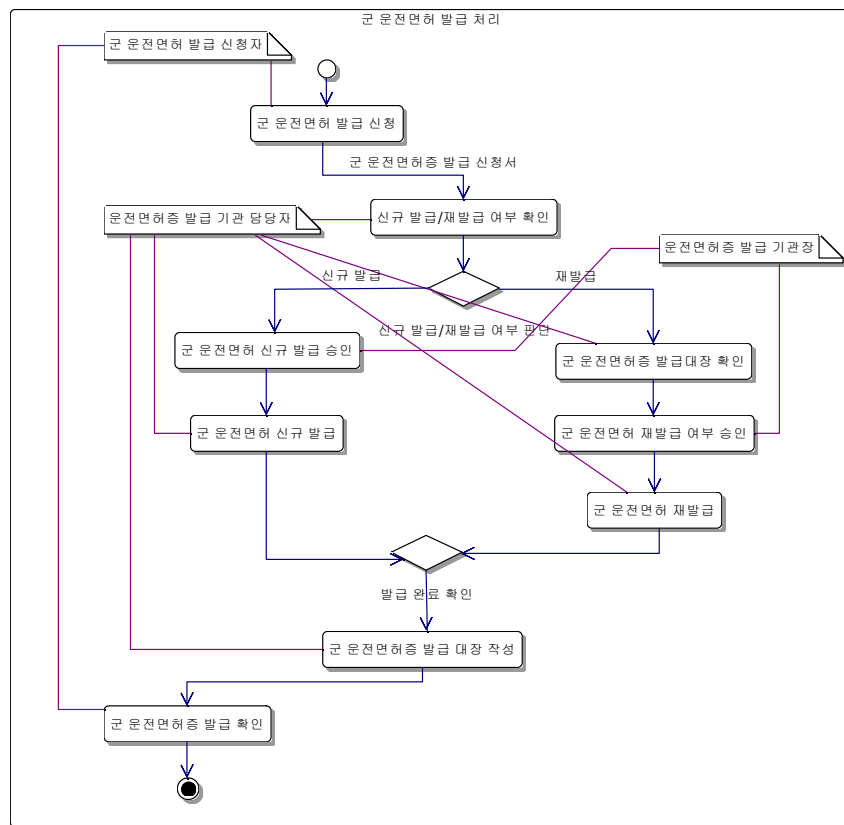 군 운전면허 발급 처리
군 운전면허 발급 신청자
군 운전면허 발급 신청
군 운전면허증 발급 신청서
운전면허증 발급 기관 담당자
신규 발급/재발급 여부 확인
운전면허증 발급 기관장
신규 발급
재발급
신규 발급/재발급 여부 판단
군 운전면허 신규 발급 승인
군 운전면허증 발급대장 확인
군 운전면허 신규 발급
군 운전면허 재발급 여부 승인
군 운전면허 재발급
발급 완료 확인
군 운전면허증 발급 대장 작성
군 운전면허증 발급 확인